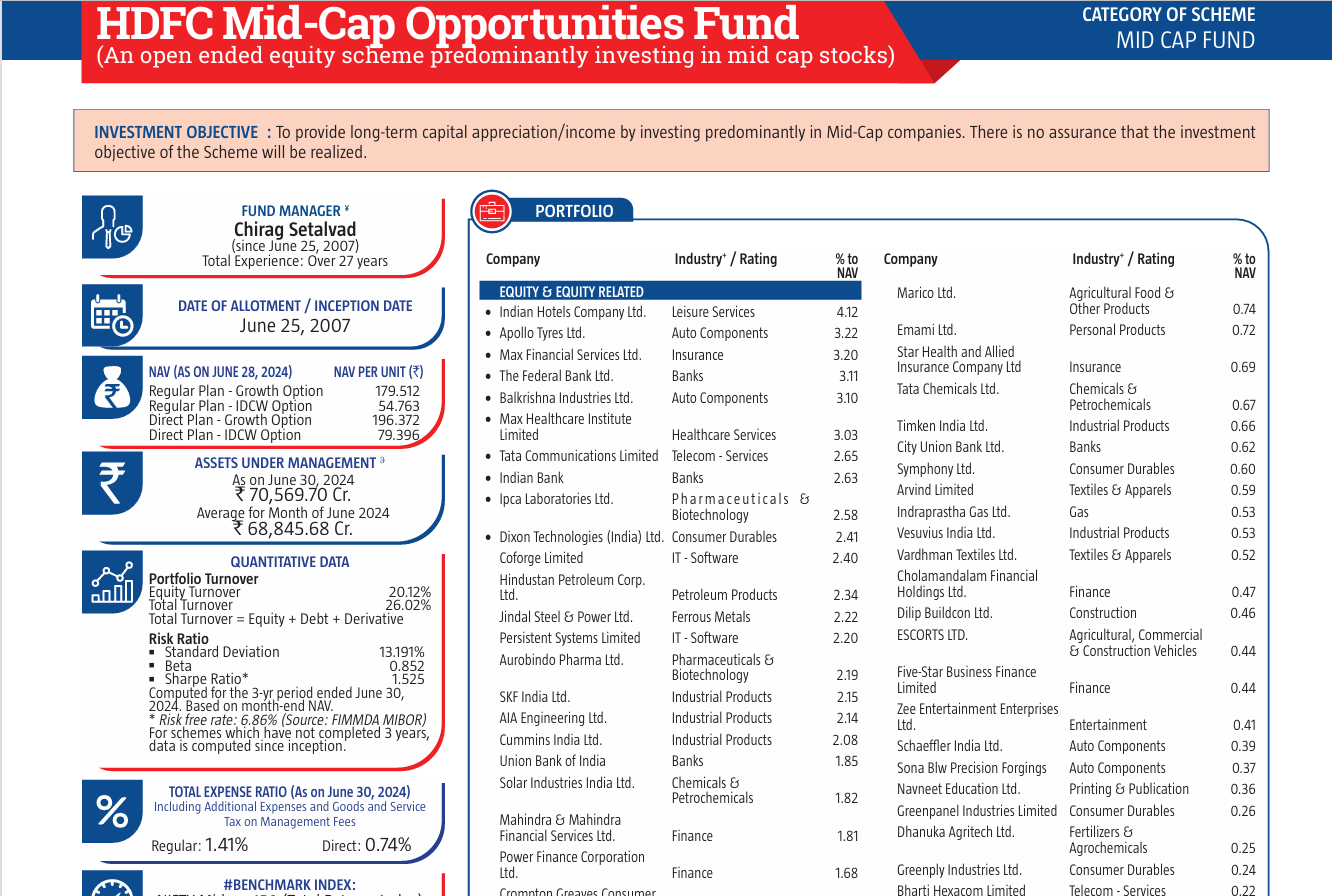 HDFC Mid-Cap Opportunities Fund
(An open ended equity scheme predominantly investing in mid cap stocks)
CATEGORY OF SCHEME
MID CAP FUND
INVESTMENT OBJECTIVE : To provide long-term capital appreciation/income by investing predominantly in Mid-Cap companies. There is no assurance that the investment
objective of the Scheme will be realized.
FUND MANAGER ¥
Chirag Setalvad
(since June 25, 2007)
Total Experience: Over 27 years
DATE OF ALLOTMENT / INCEPTION DATE
June 25, 2007
NAV (AS ON JUNE 28, 2024) NAV PER UNIT (₹)
Regular Plan - Growth Option 179.512
Regular Plan - IDCW Option 54.763
Direct Plan - Growth Option 196.372
Direct Plan - IDCW Option 79.396
ASSETS UNDER MANAGEMENT
As on June 30, 2024
₹ 70,569.70 Cr.
Average for Month of June 2024
₹ 68,845.68 Cr.
QUANTITATIVE DATA
Portfolio Turnover
Equity Turnover 20.12%
Total Turnover 26.02%
Total Turnover = Equity + Debt + Derivative
Risk Ratio
▪ Standard Deviation 13.191%
▪ Beta 0.852
▪ Sharpe Ratio* 1.525
Computed for the 3-yr period ended June 30,
2024. Based on month-end NAV.
* Risk free rate: 6.86% (Source: FIMMDA MIBOR)
For schemes which have not completed 3 years,
data is computed since inception.
TOTAL EXPENSE RATIO (As on June 30, 2024)
Including Additional Expenses and Goods and Service
Tax on Management Fees
Regular: 1.41% Direct: 0.74%
#BENCHMARK INDEX:
PORTFOLIO
Company Industry+ / Rating % to
NAV
EQUITY & EQUITY RELATED
• Indian Hotels Company Ltd. Leisure Services 4.12
• Apollo Tyres Ltd. Auto Components 3.22
• Max Financial Services Ltd. Insurance 3.20
• The Federal Bank Ltd. Banks 3.11
• Balkrishna Industries Ltd. Auto Components 3.10
• Max Healthcare Institute
Limited Healthcare Services 3.03
• Tata Communications Limited Telecom - Services 2.65
• Indian Bank Banks 2.63
• Ipca Laboratories Ltd. Pharmaceuticals &
Biotechnology 2.58
• Dixon Technologies (India) Ltd. Consumer Durables 2.41
Coforge Limited IT - Software 2.40
Hindustan Petroleum Corp.
Ltd. Petroleum Products 2.34
Jindal Steel & Power Ltd. Ferrous Metals 2.22
Persistent Systems Limited IT - Software 2.20
Aurobindo Pharma Ltd. Pharmaceuticals &
Biotechnology 2.19
SKF India Ltd. Industrial Products 2.15
AIA Engineering Ltd. Industrial Products 2.14
Cummins India Ltd. Industrial Products 2.08
Union Bank of India Banks 1.85
Solar Industries India Ltd. Chemicals &
Petrochemicals 1.82
Mahindra & Mahindra
Financial Services Ltd. Finance 1.81
Power Finance Corporation
Ltd. Finance 1.68
Crompton Greaves Consumer
Company Industry+ / Rating % to
NAV
Marico Ltd. Agricultural Food &
Other Products 0.74
Emami Ltd. Personal Products 0.72
Star Health and Allied
Insurance Company Ltd Insurance 0.69
Tata Chemicals Ltd. Chemicals &
Petrochemicals 0.67
Timken India Ltd. Industrial Products 0.66
City Union Bank Ltd. Banks 0.62
Symphony Ltd. Consumer Durables 0.60
Arvind Limited Textiles & Apparels 0.59
Indraprastha Gas Ltd. Gas 0.53
Vesuvius India Ltd. Industrial Products 0.53
Vardhman Textiles Ltd. Textiles & Apparels 0.52
Cholamandalam Financial
Holdings Ltd. Finance 0.47
Dilip Buildcon Ltd. Construction 0.46
ESCORTS LTD. Agricultural, Commercial
& Construction Vehicles 0.44
Five-Star Business Finance
Limited Finance 0.44
Zee Entertainment Enterprises
Ltd. Entertainment 0.41
Schaeffler India Ltd. Auto Components 0.39
Sona Blw Precision Forgings Auto Components 0.37
Navneet Education Ltd. Printing & Publication 0.36
Greenpanel Industries Limited Consumer Durables 0.26
Dhanuka Agritech Ltd. Fertilizers &
Agrochemicals 0.25
Greenply Industries Ltd. Consumer Durables 0.24
Bharti Hexacom Limited Telecom - Services 0.22